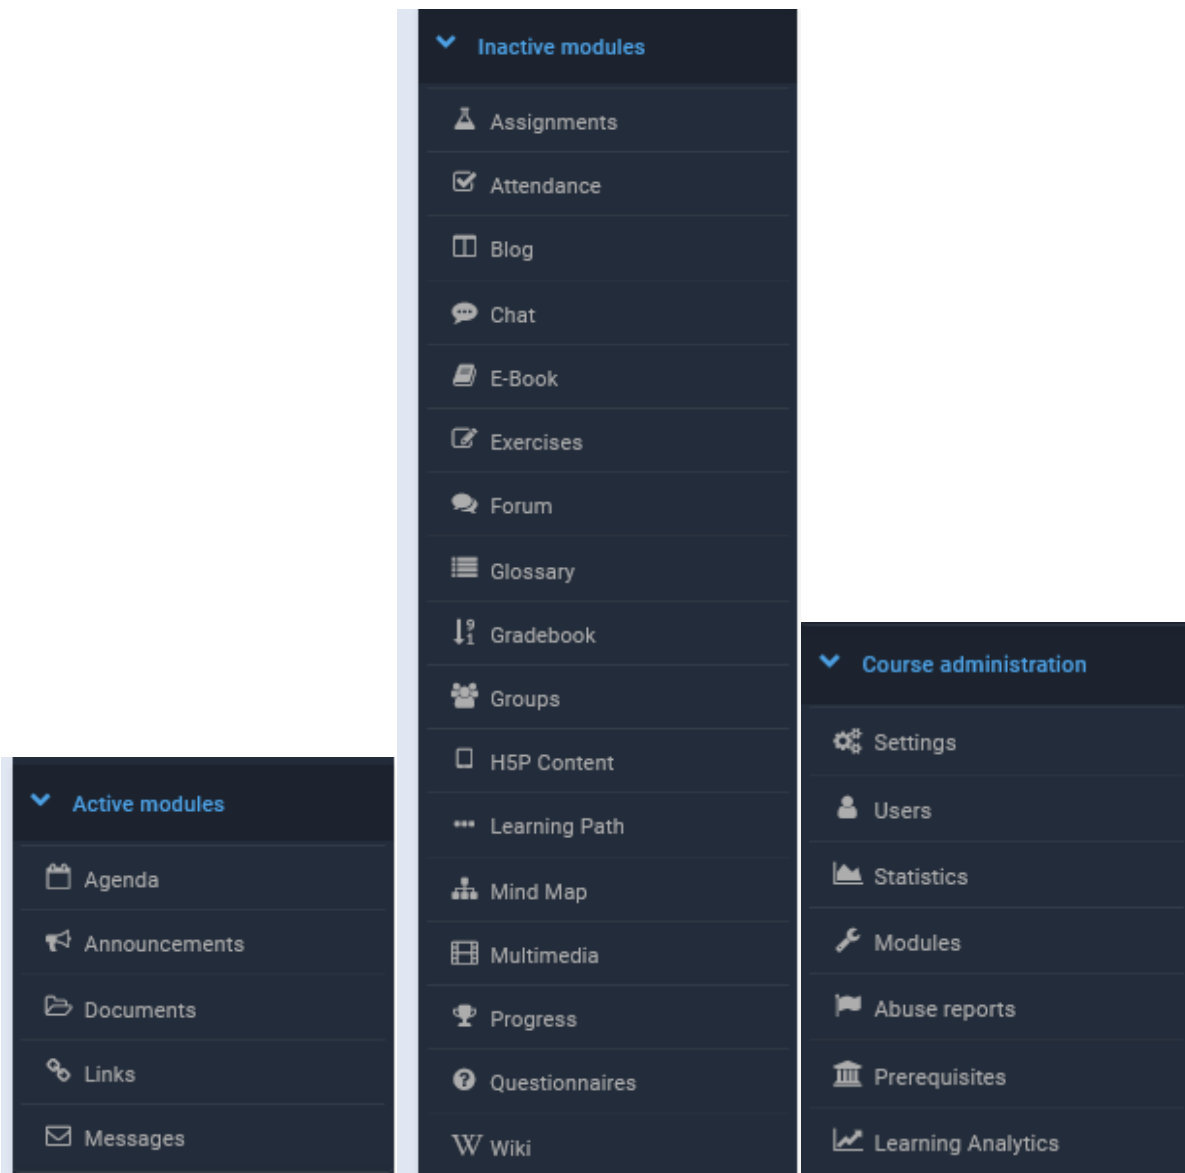 Active modules
Agenda
Announcements
Documents
Links
Messages
Inactive modules
Assignments
Attendance
Blog
Chat
E-Book
Exercises
Forum
Glossary
Gradebook
Groups
H5P Content
Learning Path
Mind Map
Multimedia
Progress
Questionnaires
Wiki
Course administration
Settings
Users
Statistics
Modules
Abuse reports
Prerequisites
Learning Analytics